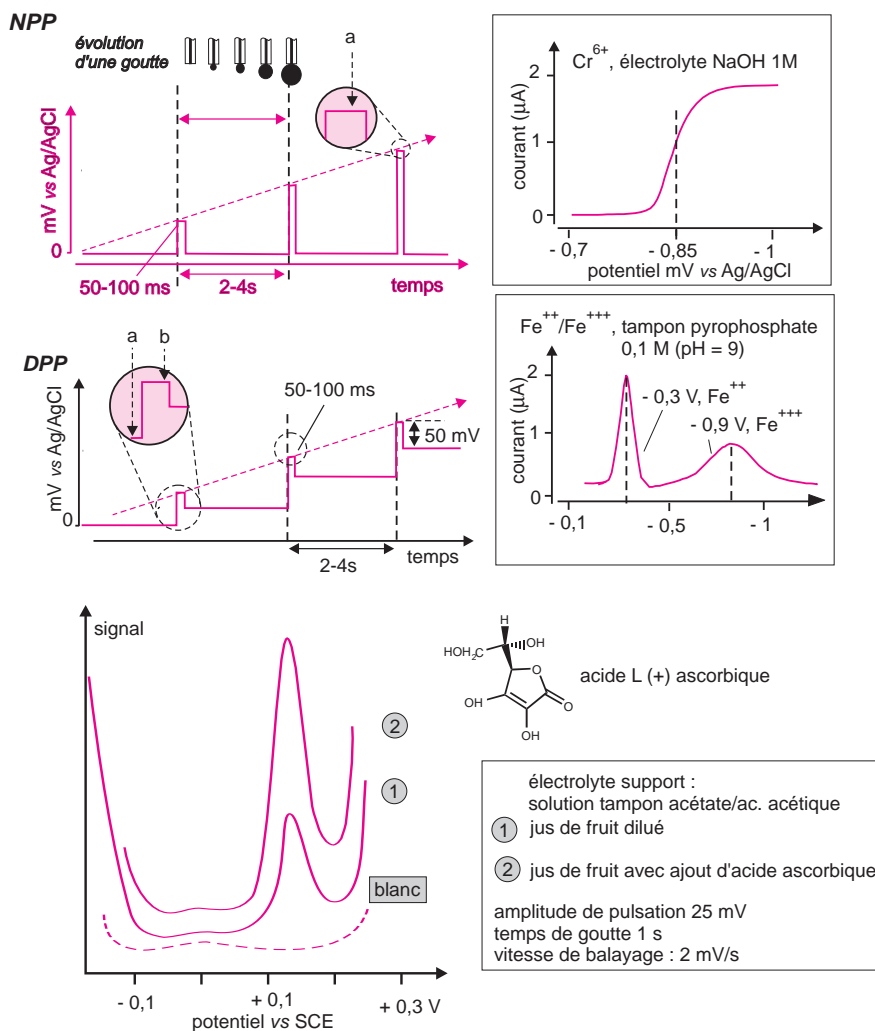 NPP
évolution
d'une goutte
a
mV vs Ag/AgCl
0
50-100 ms
2-4s
temps
Cr6+, électrolyte NaOH 1M
courant (µA)
2
1
0
- 0,7
- 0,85
- 1
potentiel mV vs Ag/AgCl
DPP
a
b
50-100 ms
50 mV
mV vs Ag/AgCl
0
2-4s
temps
Fe++/Fe+++, tampon pyrophosphate
0,1 M (pH = 9)
courant (µA)
2
1
0
- 0,3 V, Fe++
- 0,9 V, Fe+++
- 0,1
- 0,5
- 1
signal
2
1
blanc
- 0,1
+ 0,1
+ 0,3 V
potentiel vs SCE
H
OH
HOH2C
O
O
OH
OH
acide L (+) ascorbique
électrolyte support :
solution tampon acétate/ac. acétique
1 jus de fruit dilué
2 jus de fruit avec ajout d'acide ascorbique
amplitude de pulsation 25 mV
temps de goutte 1 s
vitesse de balayage : 2 mV/s